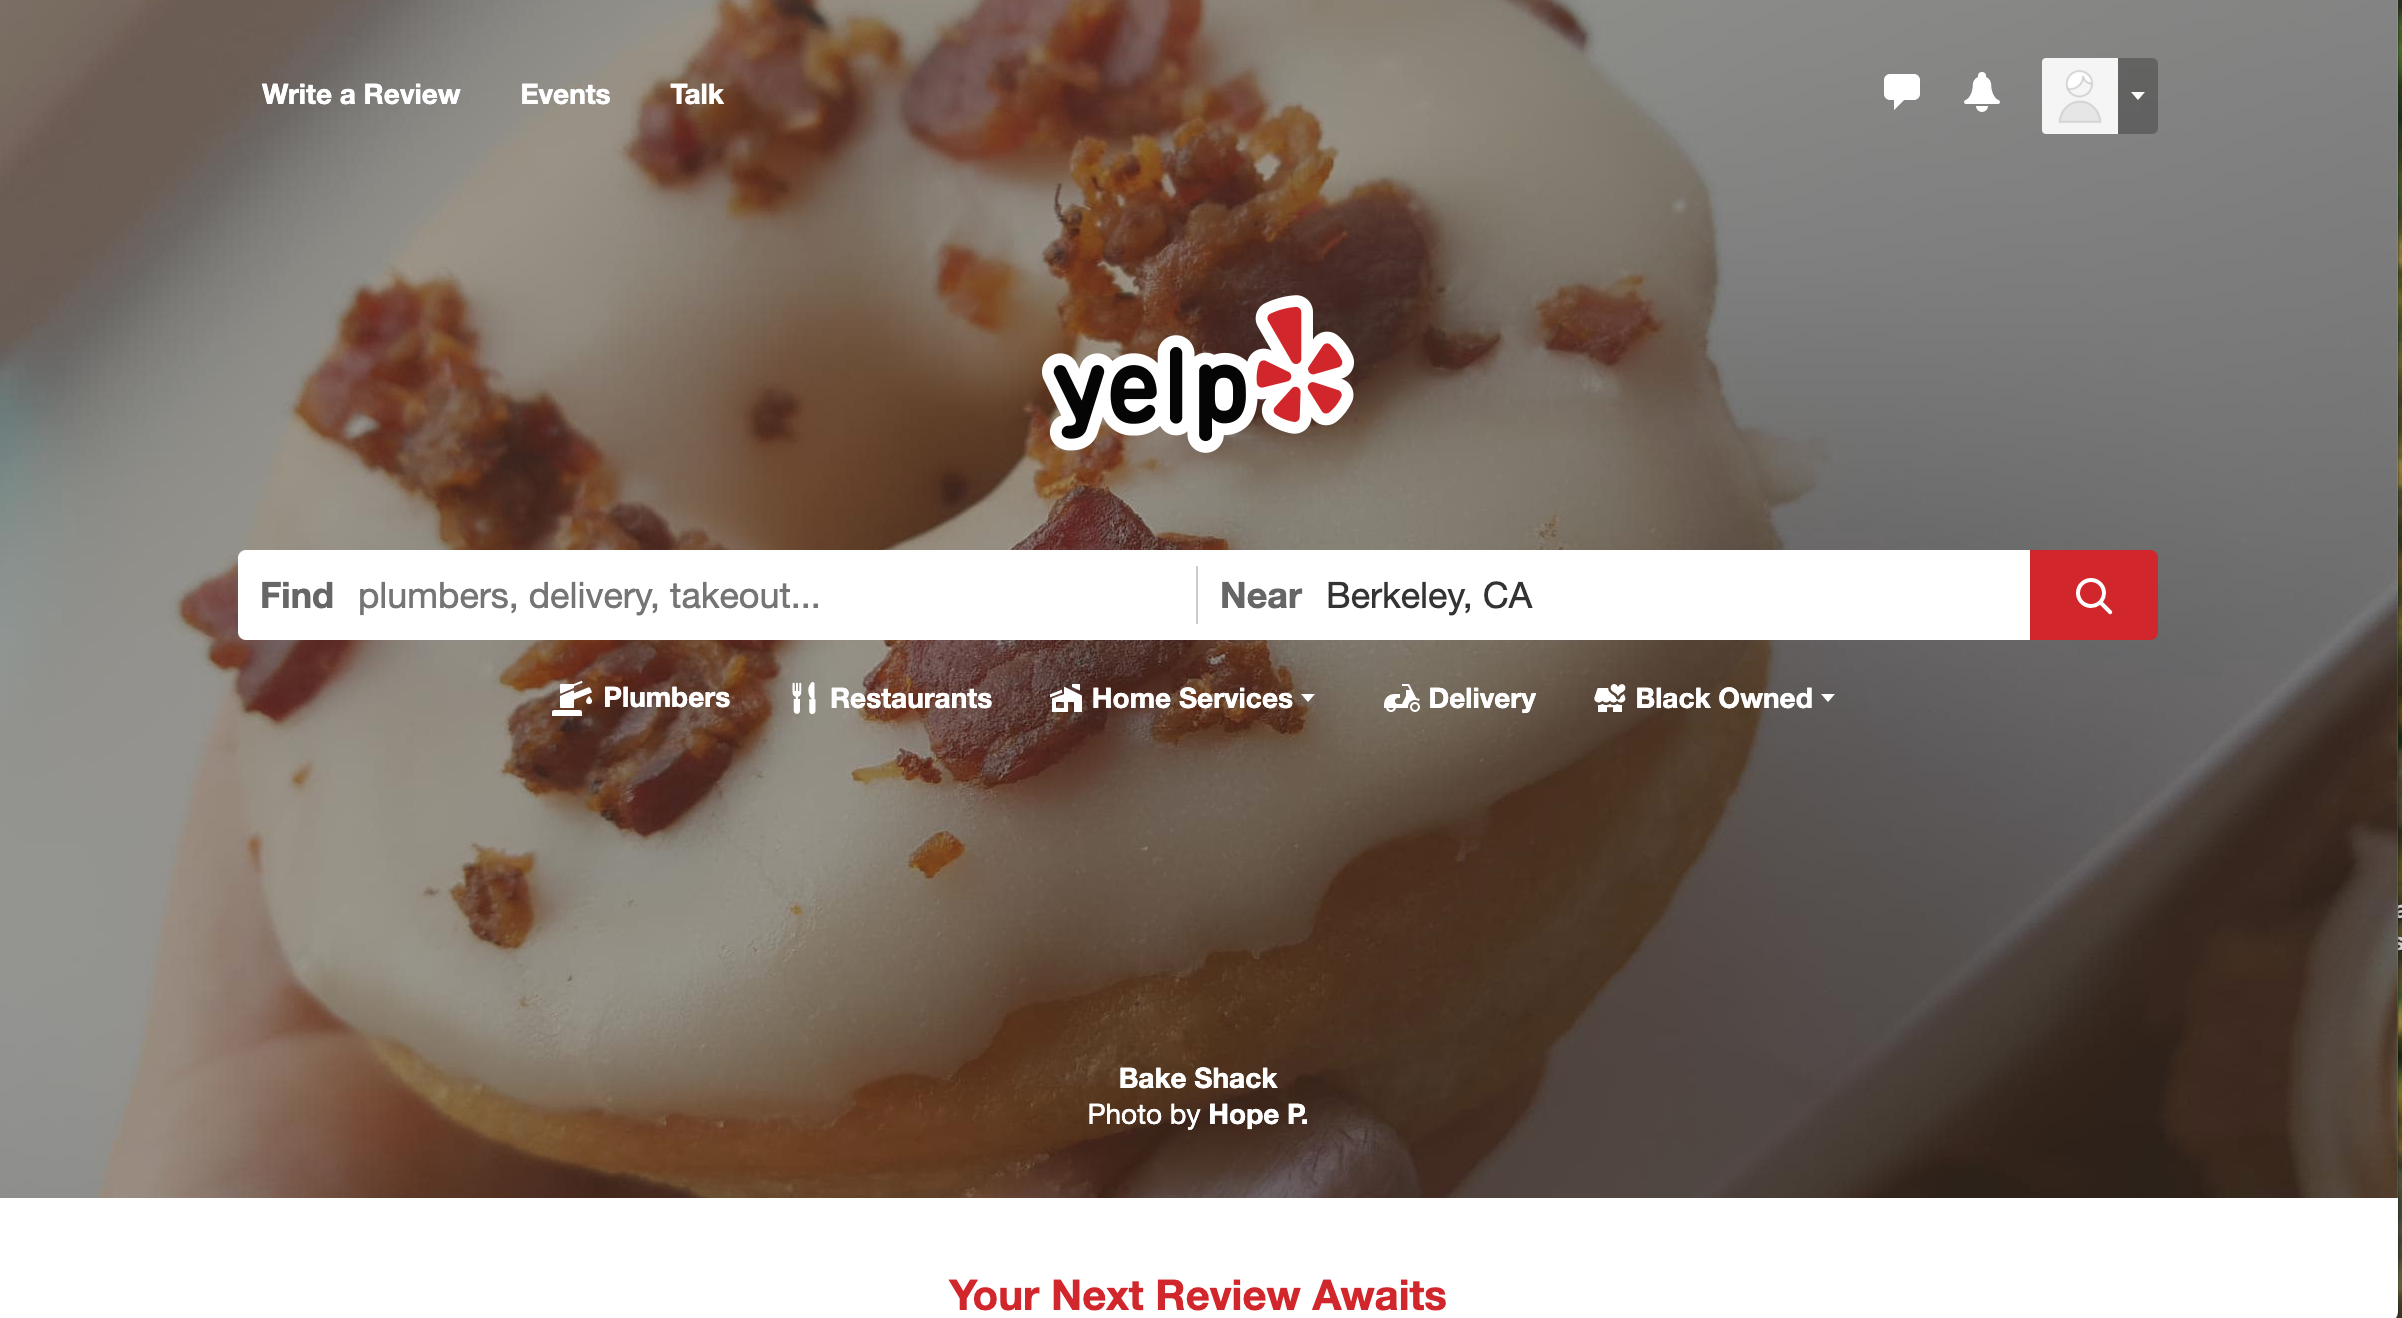 Write a Review Events Talk
yelp
Find plumbers, delivery, takeout... Near Berkeley, CA
Plumbers Restaurants Home Services Delivery Black Owned
Bake Shack
Photo by Hope P.
Your Next Review Awaits